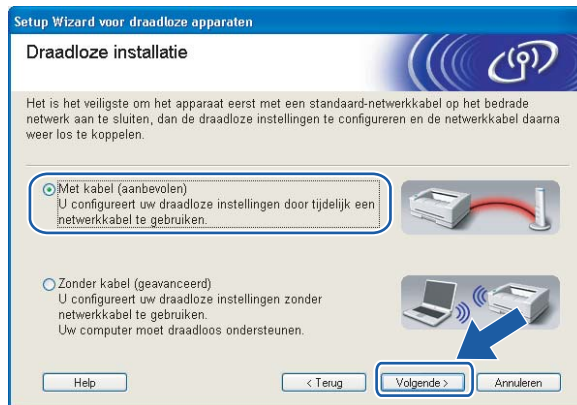 Setup Wizard voor draadloze apparaten
Draadloze installatie
Het is het veiligste om het apparaat eerst met een standaard-netwerkkabel op het bedrade
netwerk aan te sluiten, dan de draadloze instellingen te configureren en de netwerkkabel daarna
weer los te koppelen.
Met kabel (aanbevolen)
U configureert uw draadloze instellingen door tijdelijk een
netwerkkabel te gebruiken.
Zonder kabel (geavanceerd)
U configureert uw draadloze instellingen zonder
netwerkkabel te gebruiken.
Uw computer moet draadloos ondersteunen.
Help
< Terug
Volgende >
Annuleren